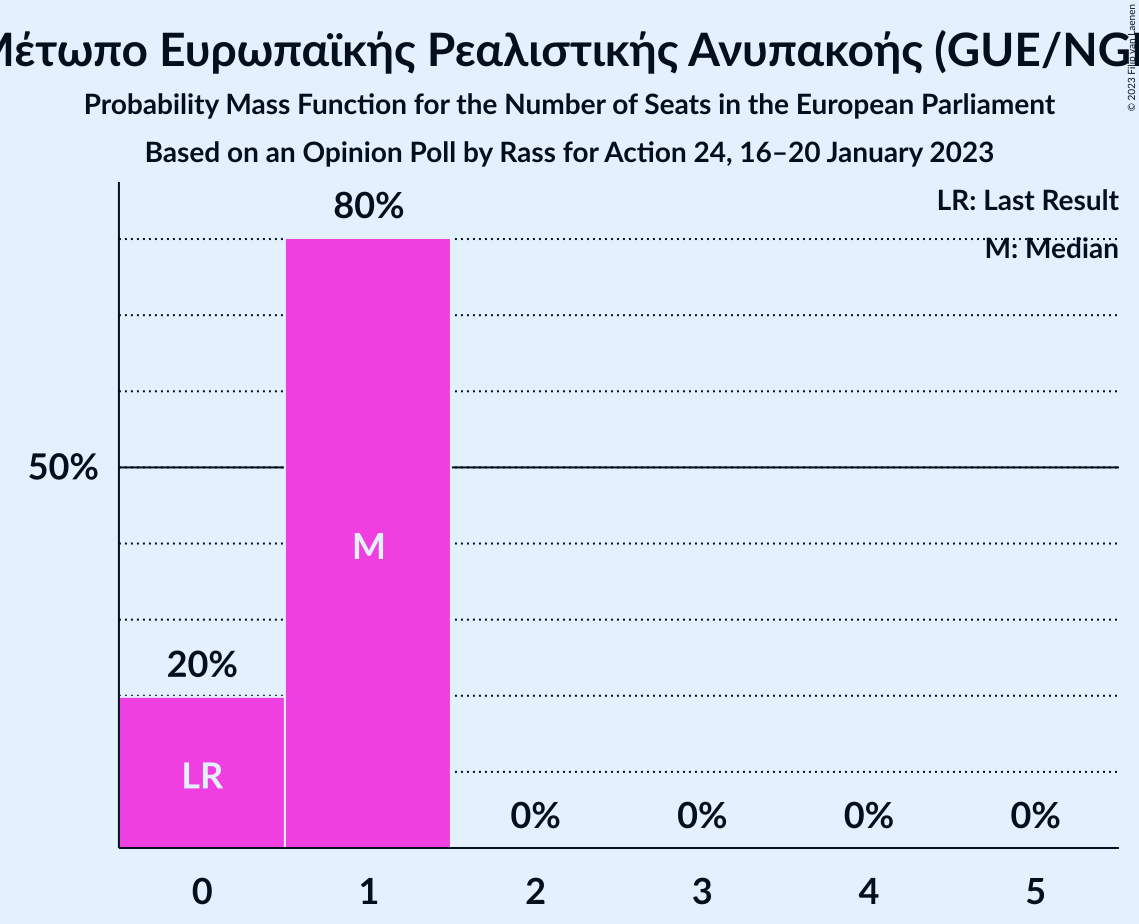 Μέτωπο Ευρωπαϊκής Ρεαλιστικής Ανυπακοής (GUE/NG
© 2023 Filip van Laenen
Probability Mass Function for the Number of Seats in the European Parliament
Based on an Opinion Poll by Rass for Action 24, 16–20 January 2023
LR: Last Result
M: Median
80%
50%
M
20%
LR
0% 0% 0% 0%
0 1 2 3 4 5